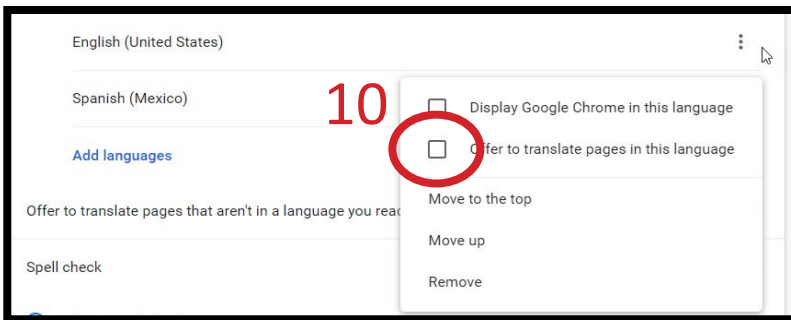 English (United States)
Spanish (Mexico)
10
Display Google Chrome in this language
Add languages
Offer to translate pages in this language
Move to the top
Offer to translate pages that aren't in a language you
Move up
Spell check
Remove